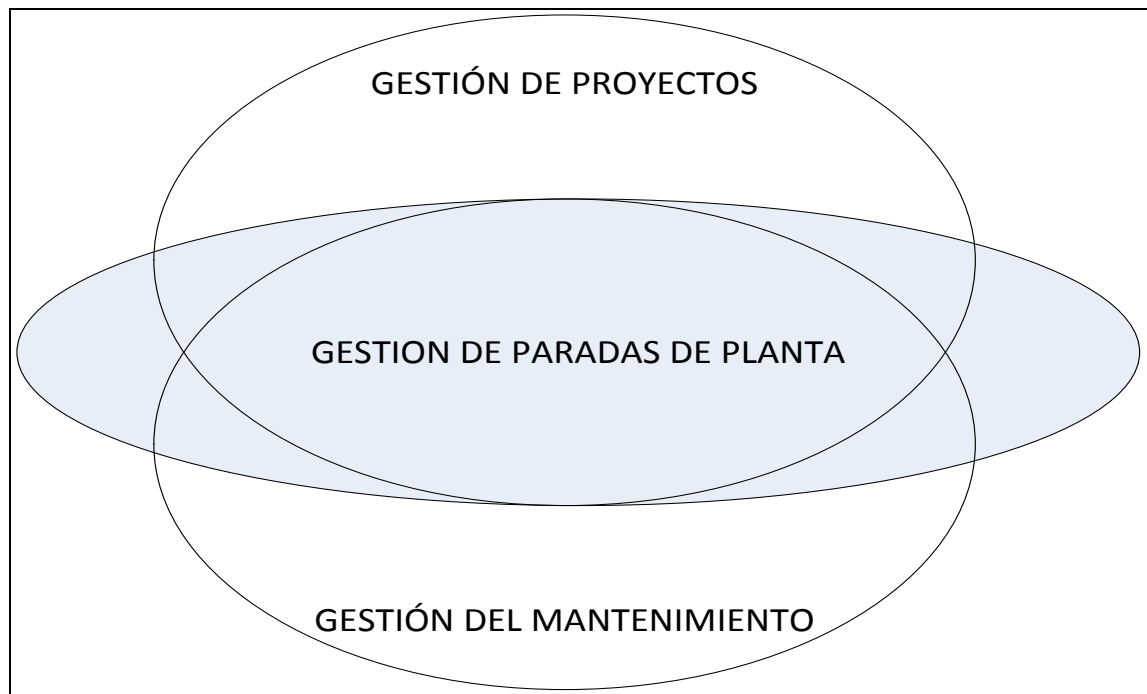 GESTIÓN DE PROYECTOS
GESTION DE PARADAS DE PLANTA
GESTIÓN DEL MANTENIMIENTO